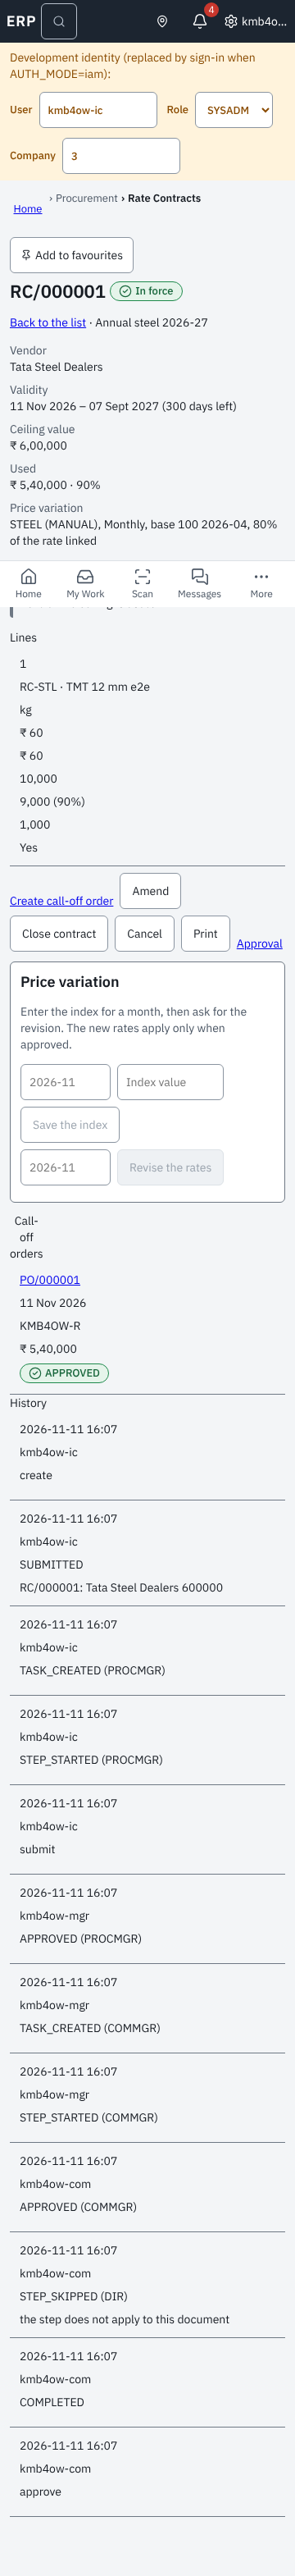 ERP
4
kmb4o...
Development identity (replaced by sign-in when
AUTH_MODE=iam):
User kmb4ow-ic Role SYSADM
Company 3
Home › Procurement › Rate Contracts
Add to favourites
RC/000001 In force
Back to the list · Annual steel 2026-27
Vendor
Tata Steel Dealers
Validity
11 Nov 2026 – 07 Sept 2027 (300 days left)
Ceiling value
₹ 6,00,000
Used
₹ 5,40,000 · 90%
Price variation
STEEL (MANUAL), Monthly, base 100 2026-04, 80%
of the rate linked
Home My Work Scan Messages More
Lines
1
RC-STL · TMT 12 mm e2e
kg
₹ 60
₹ 60
10,000
9,000 (90%)
1,000
Yes
Create call-off order Amend
Close contract Cancel Print Approval
Price variation
Enter the index for a month, then ask for the
revision. The new rates apply only when
approved.
2026-11 Index value
Save the index
2026-11 Revise the rates
Call-
off
orders
PO/000001
11 Nov 2026
KMB4OW-R
₹ 5,40,000
APPROVED
History
2026-11-11 16:07
kmb4ow-ic
create
2026-11-11 16:07
kmb4ow-ic
SUBMITTED
RC/000001: Tata Steel Dealers 600000
2026-11-11 16:07
kmb4ow-ic
TASK_CREATED (PROCMGR)
2026-11-11 16:07
kmb4ow-ic
STEP_STARTED (PROCMGR)
2026-11-11 16:07
kmb4ow-ic
submit
2026-11-11 16:07
kmb4ow-mgr
APPROVED (PROCMGR)
2026-11-11 16:07
kmb4ow-mgr
TASK_CREATED (COMMGR)
2026-11-11 16:07
kmb4ow-mgr
STEP_STARTED (COMMGR)
2026-11-11 16:07
kmb4ow-com
APPROVED (COMMGR)
2026-11-11 16:07
kmb4ow-com
STEP_SKIPPED (DIR)
the step does not apply to this document
2026-11-11 16:07
kmb4ow-com
COMPLETED
2026-11-11 16:07
kmb4ow-com
approve